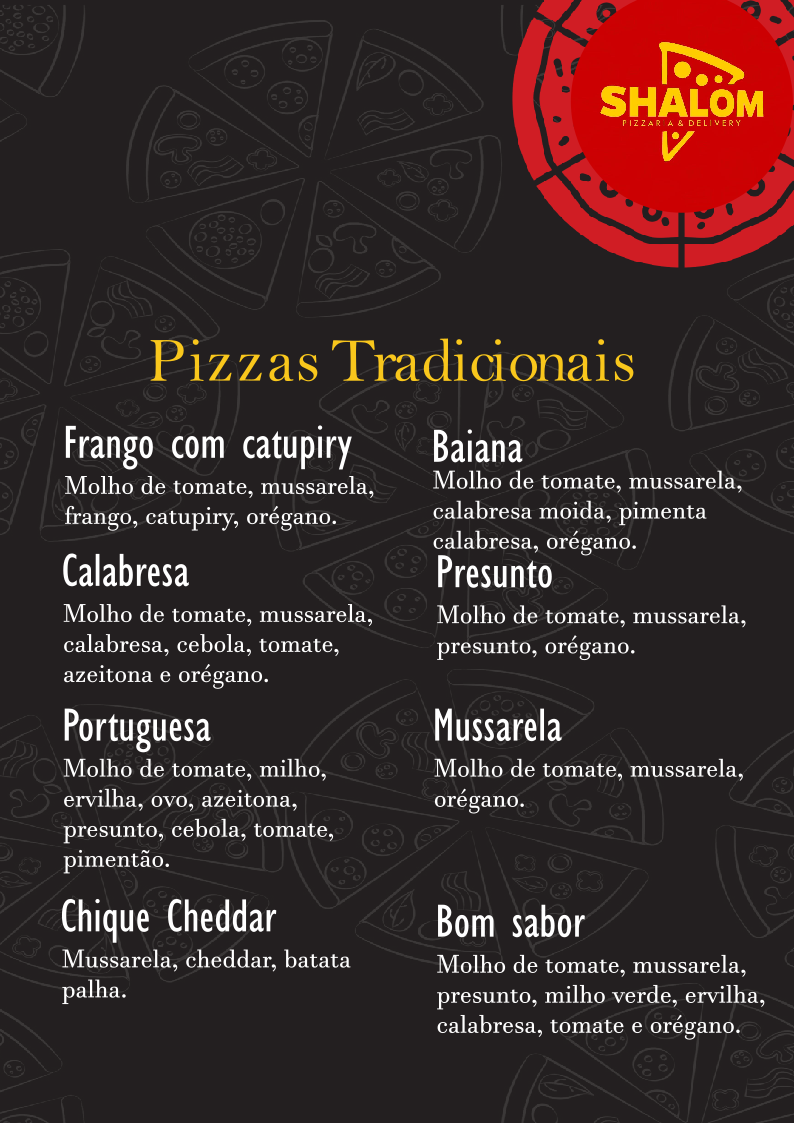 SHALOM
PIZZARIA & DELIVERY
Pizzas Tradicionais
Frango com catupiry
Molho de tomate, mussarela,
frango, catupiry, orégano.
Calabresa
Molho de tomate, mussarela,
calabresa, cebola, tomate,
azeitona e orégano.
Portuguesa
Molho de tomate, milho,
ervilha, ovo, azeitona,
presunto, cebola, tomate,
pimentão.
Chique Cheddar
Mussarela, cheddar, batata
palha.
Baiana
Molho de tomate, mussarela,
calabresa moida, pimenta
calabresa, orégano.
Presunto
Molho de tomate, mussarela,
presunto, orégano.
Mussarela
Molho de tomate, mussarela,
orégano.
Bom sabor
Molho de tomate, mussarela,
presunto, milho verde, ervilha,
calabresa, tomate e orégano.